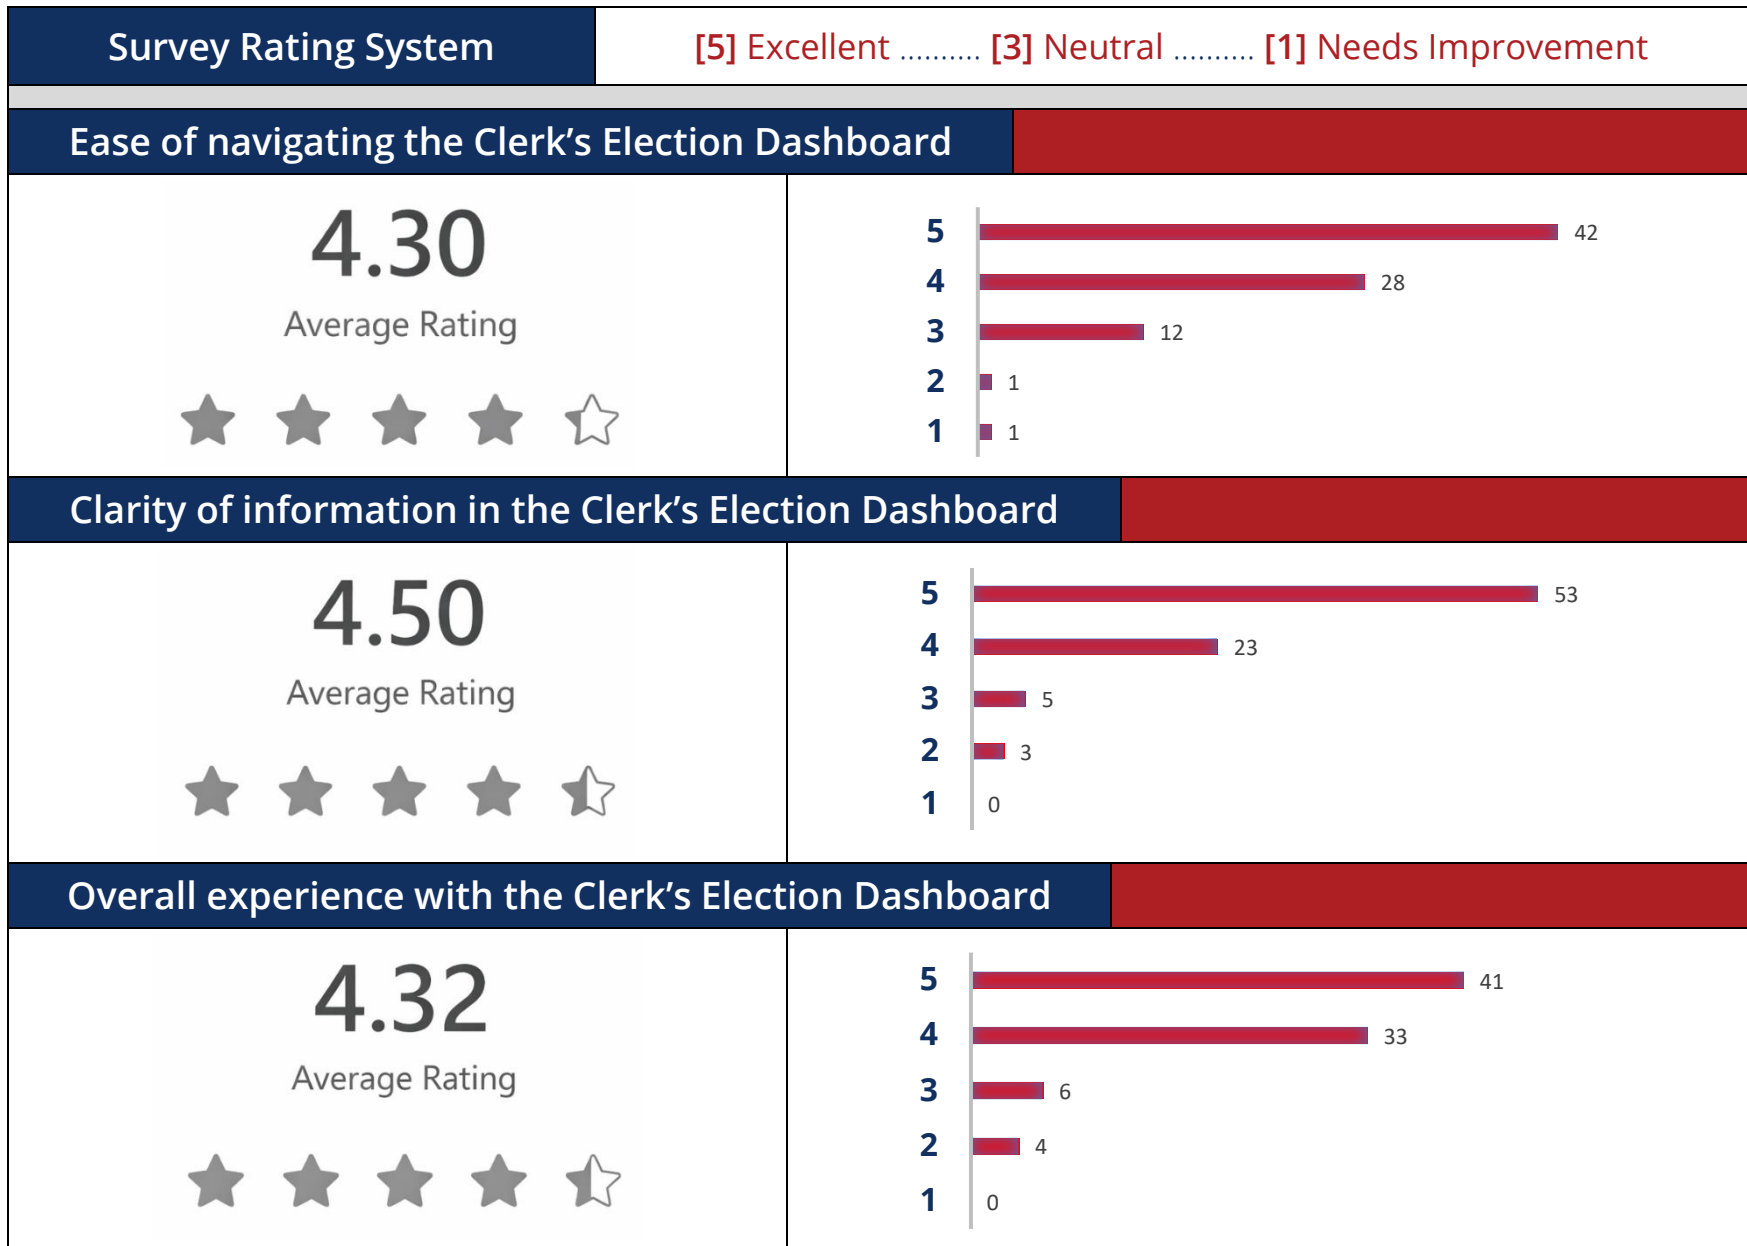 Survey Rating System
[5] Excellent .......... [3] Neutral .......... [1] Needs Improvement
Ease of navigating the Clerk’s Election Dashboard
4.30
Average Rating
5 42
4 28
3 12
2 1
1 1
Clarity of information in the Clerk’s Election Dashboard
4.50
Average Rating
5 53
4 23
3 5
2 3
1 0
Overall experience with the Clerk’s Election Dashboard
4.32
Average Rating
5 41
4 33
3 6
2 4
1 0